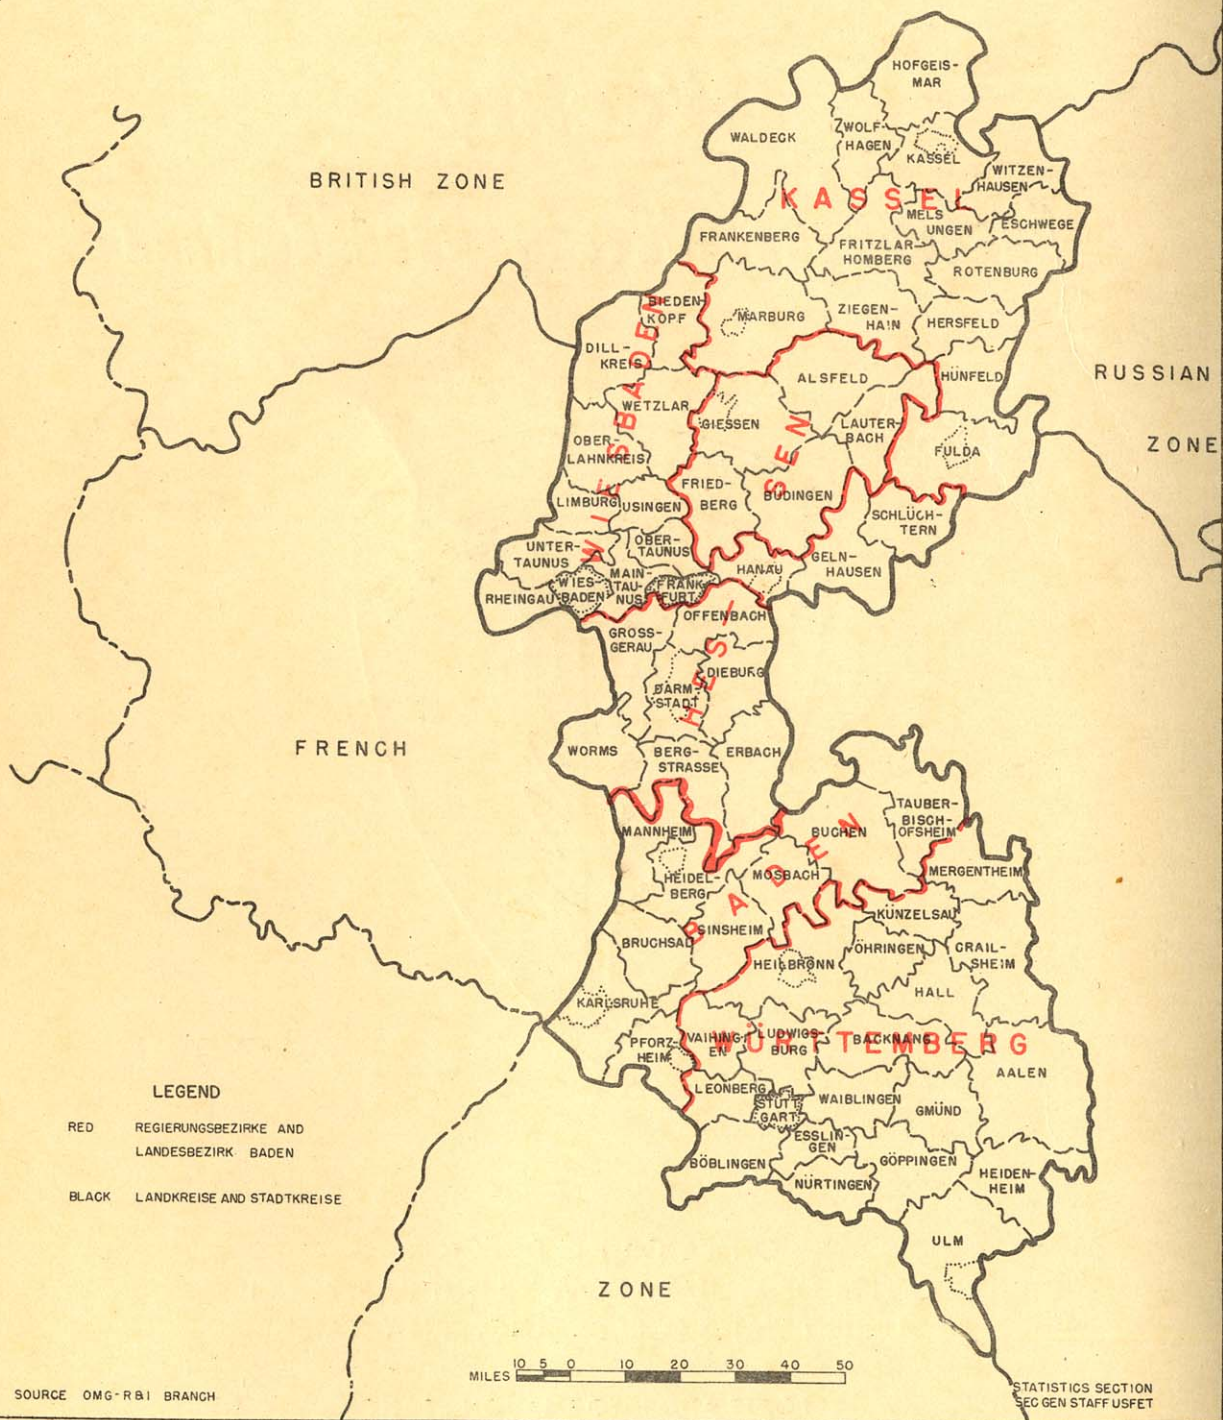 HOFGEIS-
MAR
WALDECK
ZWOLF-
HAGEN
KASSEL
WITZEN-
HAUSEN
BRITISH ZONE
KASSEL
MELS
UNGEN
ESCHWEGE
FRANKENBERG
FRITZLAR-
HOMBERG
ROTENBURG
BIEDEN-
KOPF
MARBURG
ZIEGEN-
HAIN
HERSFELD
DILL-
KREIS
WIESBADEN
ALSFELD
HÜNFELD
RUSSIAN
ZONE
WETZLAR
GIESSEN
LAUTER-
BACH
FULDA
OBER-
LAHNKREIS
FRIED-
BERG
BÜDINGEN
LIMBURG
USINGEN
SCHLÜCH-
TERN
UNTER-
TAUNUS
OBER-
TAUNUS
HANAU
GELN-
HAUSEN
RHEINGAU
WIES-
BADEN
MAIN-
TAU-
NUS
FRANK
FURT
HESSEN
OFFENBACH
GROSS-
GERAU
DIEBURG
DARM-
STADT
FRENCH
WORMS
BERG-
STRASSE
ERBACH
MANNHEIM
BUCHEN
TAUBER-
BISCH-
OFSHEIM
HEIDEL-
BERG
MOSBACH
MERGENTHEIM
BADEN
SINSHEIM
KÜNZELSAU
BRUCHSAL
HEILBRONN
ÖHRINGEN
CRAIL-
SHEIM
HALL
KARLSRUHE
PFORZ-
HEIM
VAIHING-
EN
LUDWIGS-
BURG
BACKNANG
WÜRTTEMBERG
AALEN
LEONBERG
STUTT
GART
WAIBLINGEN
GMÜND
ESSLIN-
GEN
BÖBLINGEN
GÖPPINGEN
HEIDEN-
HEIM
NÜRTINGEN
ULM
ZONE
LEGEND
RED REGIERUNGSBEZIRKE AND
LANDESBEZIRK BADEN
BLACK LANDKREISE AND STADTKREISE
MILES 10 5 0 10 20 30 40 50
SOURCE OMG-R&I BRANCH
STATISTICS SECTION
SEC GEN STAFF USFET